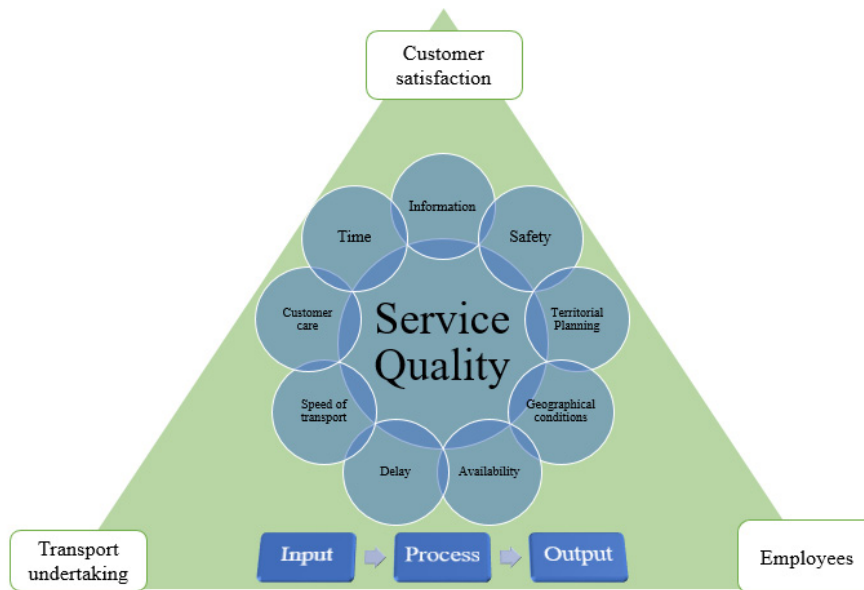 Customer
satisfaction
Information
Time
Safety
Customer
care
Service
Quality
Territorial
Planning
Speed of
transport
Geographical
conditions
Delay
Availability
Transport
undertaking
Input
Process
Output
Employees